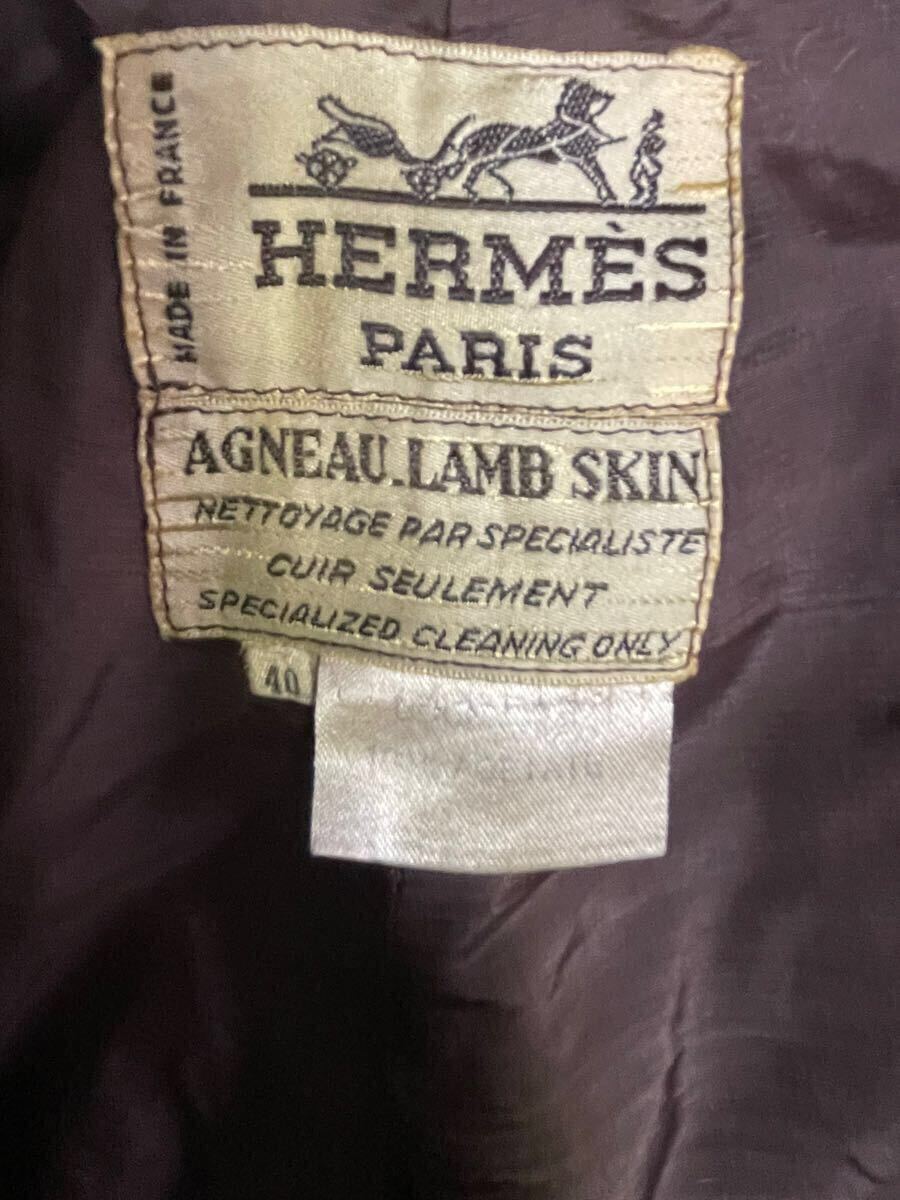 MADE IN FRANCE
HERMÈS
PARIS
AGNEAU.LAMB SKIN
NETTOYAGE PAR SPECIALISTE
CUIR SEULEMENT
SPECIALIZED CLEANING ONLY
40